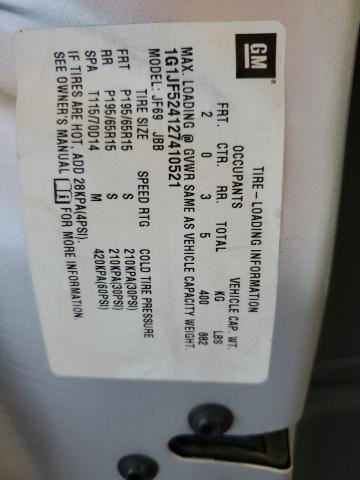 GM
TIRE-LOADING INFORMATION
OCCUPANTS VEHICLE CAP. WT.
FRT. CTR. RR. TOTAL KG LBS
2 0 3 5 400 882
MAX. LOADING @ GVWR SAME AS VEHICLE CAPACITY WEIGHT.
1G1JF524127410521
MODEL: JF69 JBB
TIRE SIZE SPEED RTG COLD TIRE PRESSURE
FRT P195/65R15 S 210KPA(30PSI)
RR P195/65R15 S 210KPA(30PSI)
SPA T115/70D14 M 420KPA(60PSI)
IF TIRES ARE HOT, ADD 28KPA(4PSI).
SEE OWNER'S MANUAL i FOR MORE INFORMATION.